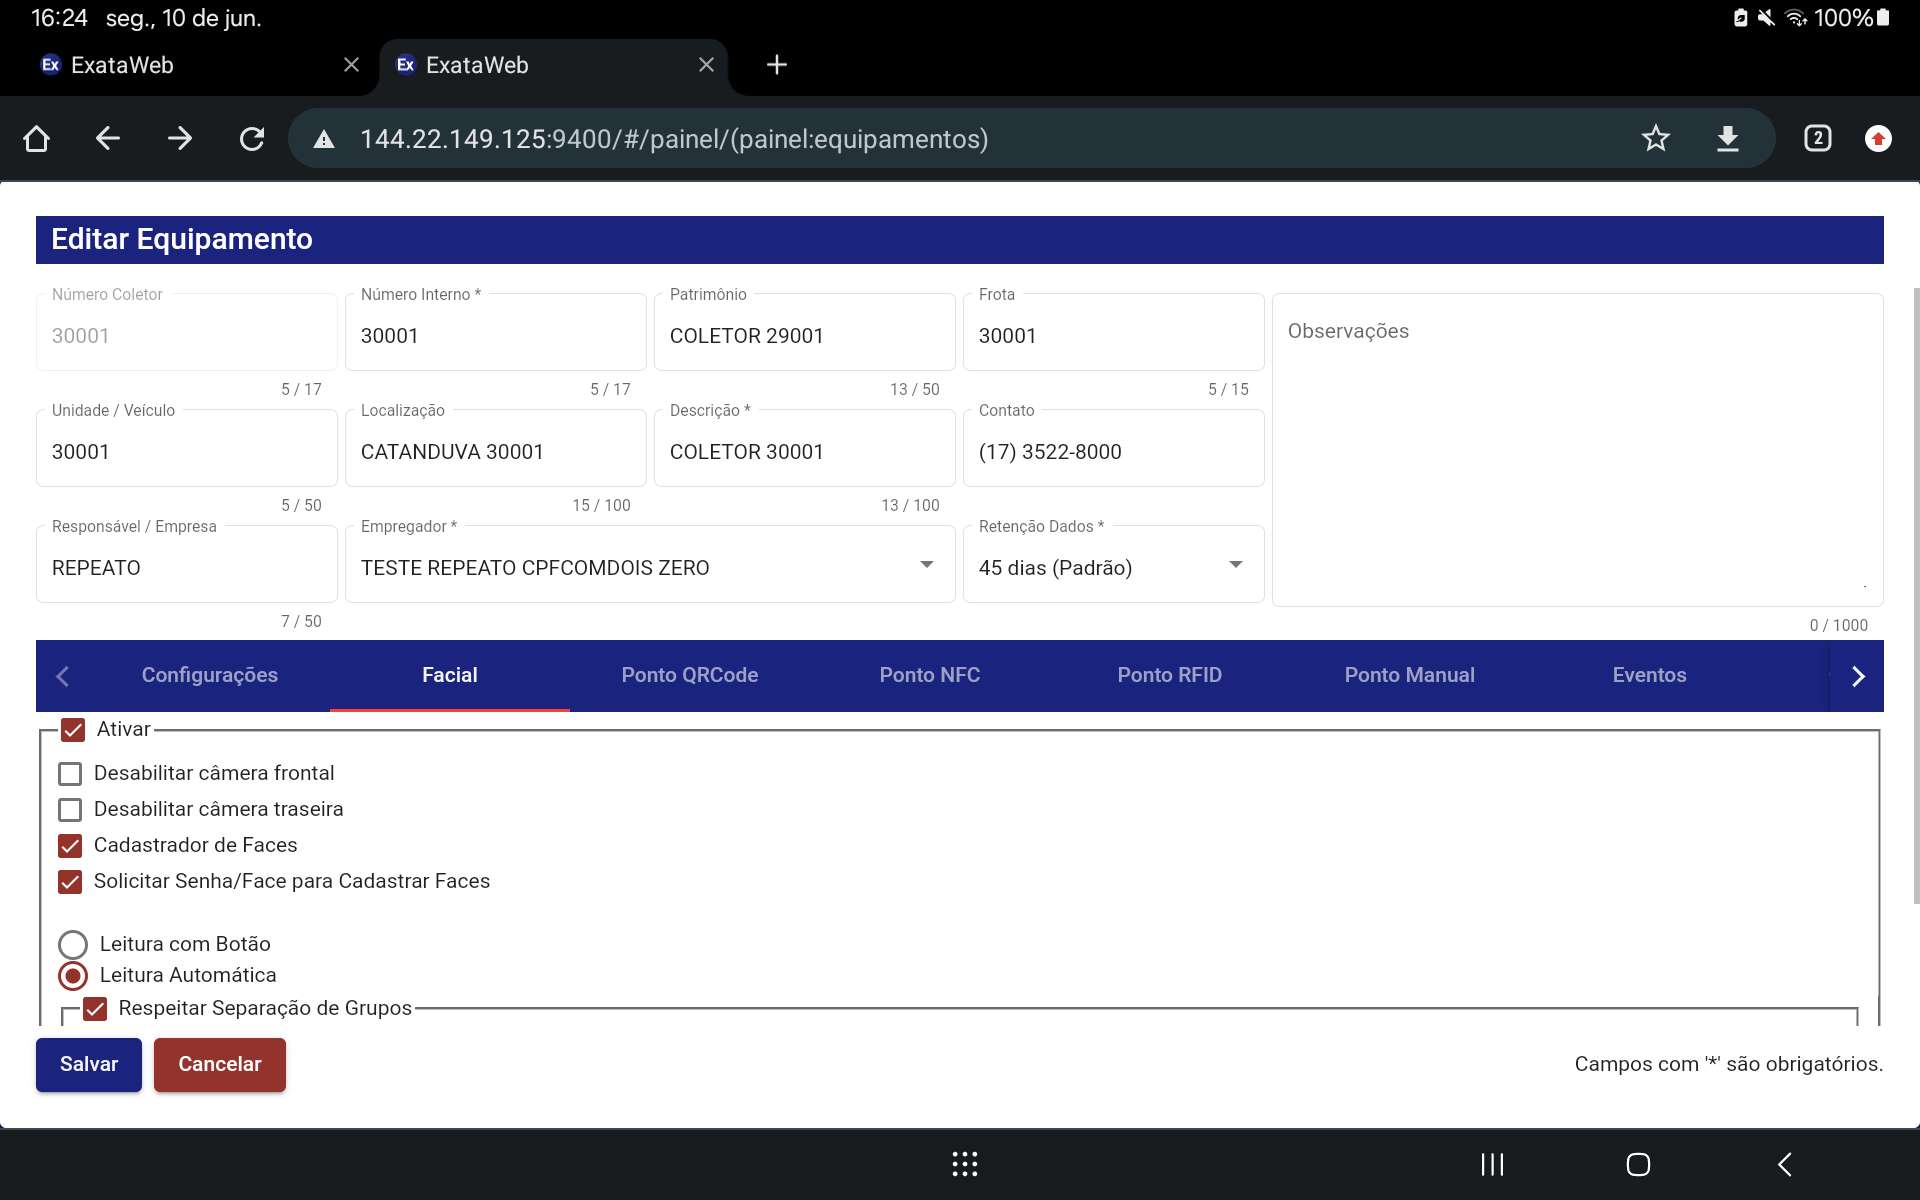 16:24 seg., 10 de jun. 100%
Ex ExataWeb Ex ExataWeb
144.22.149.125:9400/#/painel/(painel:equipamentos) 2
Editar Equipamento
Número Coletor Número Interno * Patrimônio Frota
30001 30001 COLETOR 29001 30001 Observações
5 / 17 5 / 17 13 / 50 5 / 15
Unidade / Veículo Localização Descrição * Contato
30001 CATANDUVA 30001 COLETOR 30001 (17) 3522-8000
5 / 50 15 / 100 13 / 100
Responsável / Empresa Empregador * Retenção Dados *
REPEATO TESTE REPEATO CPFCOMDOIS ZERO 45 dias (Padrão)
7 / 50 0 / 1000
Configurações Facial Ponto QRCode Ponto NFC Ponto RFID Ponto Manual Eventos
Ativar
Desabilitar câmera frontal
Desabilitar câmera traseira
Cadastrador de Faces
Solicitar Senha/Face para Cadastrar Faces
Leitura com Botão
Leitura Automática
Respeitar Separação de Grupos
Salvar Cancelar Campos com '*' são obrigatórios.